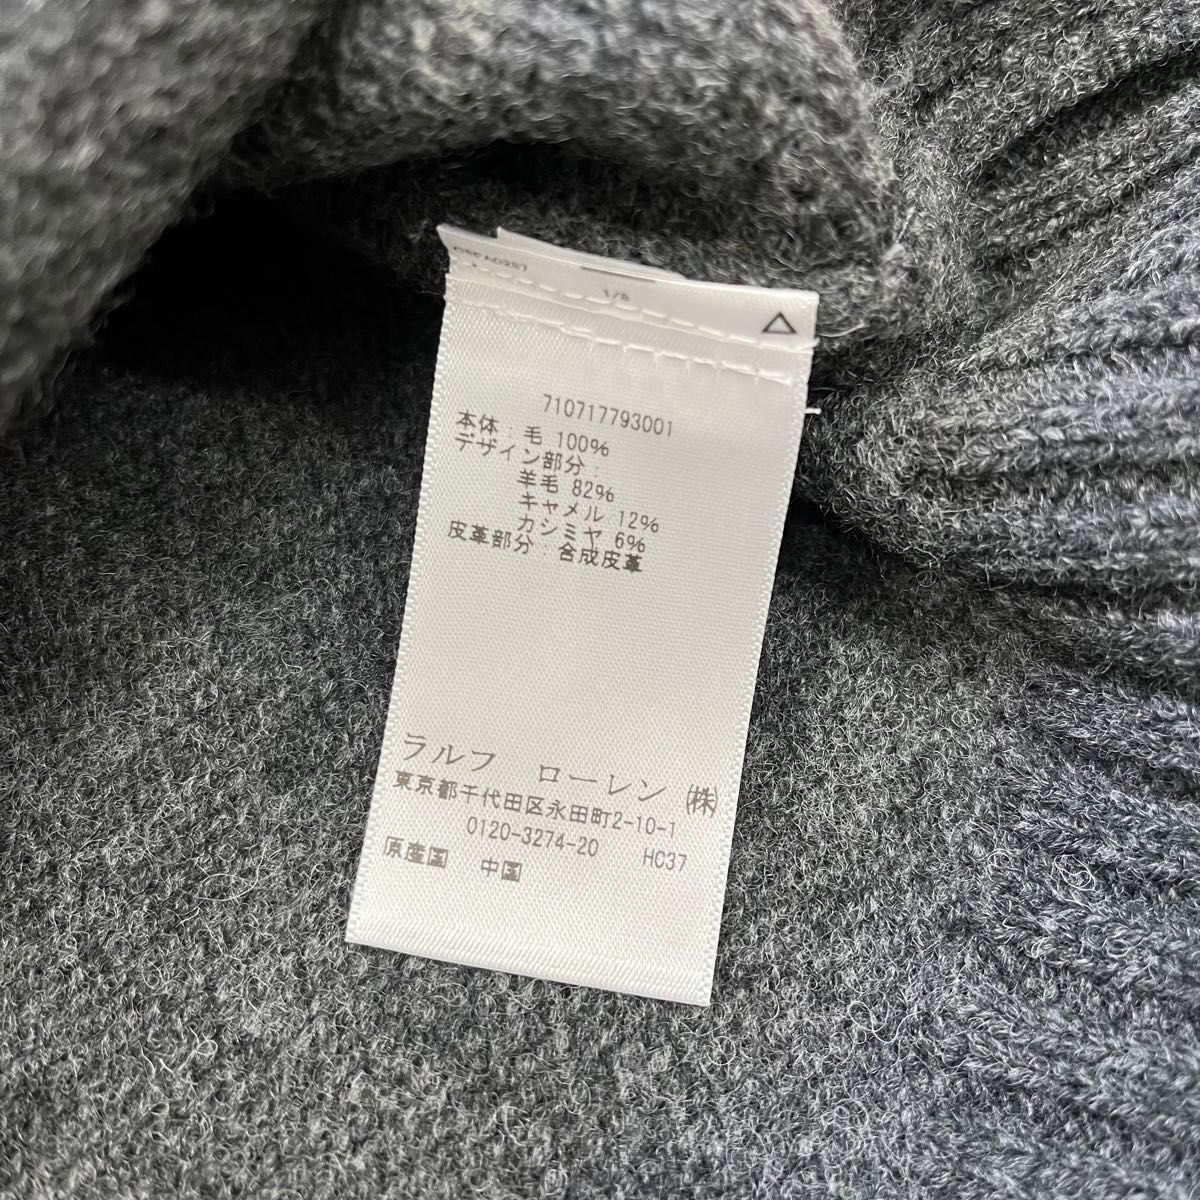 1/6
710717793001
本体：毛 100%
デザイン部分：
羊毛 82%
キャメル 12%
カシミヤ 6%
皮革部分：合成皮革
ラルフ ローレン ㈱
東京都千代田区永田町2-10-1
0120-3274-20 HC37
原産国 中国